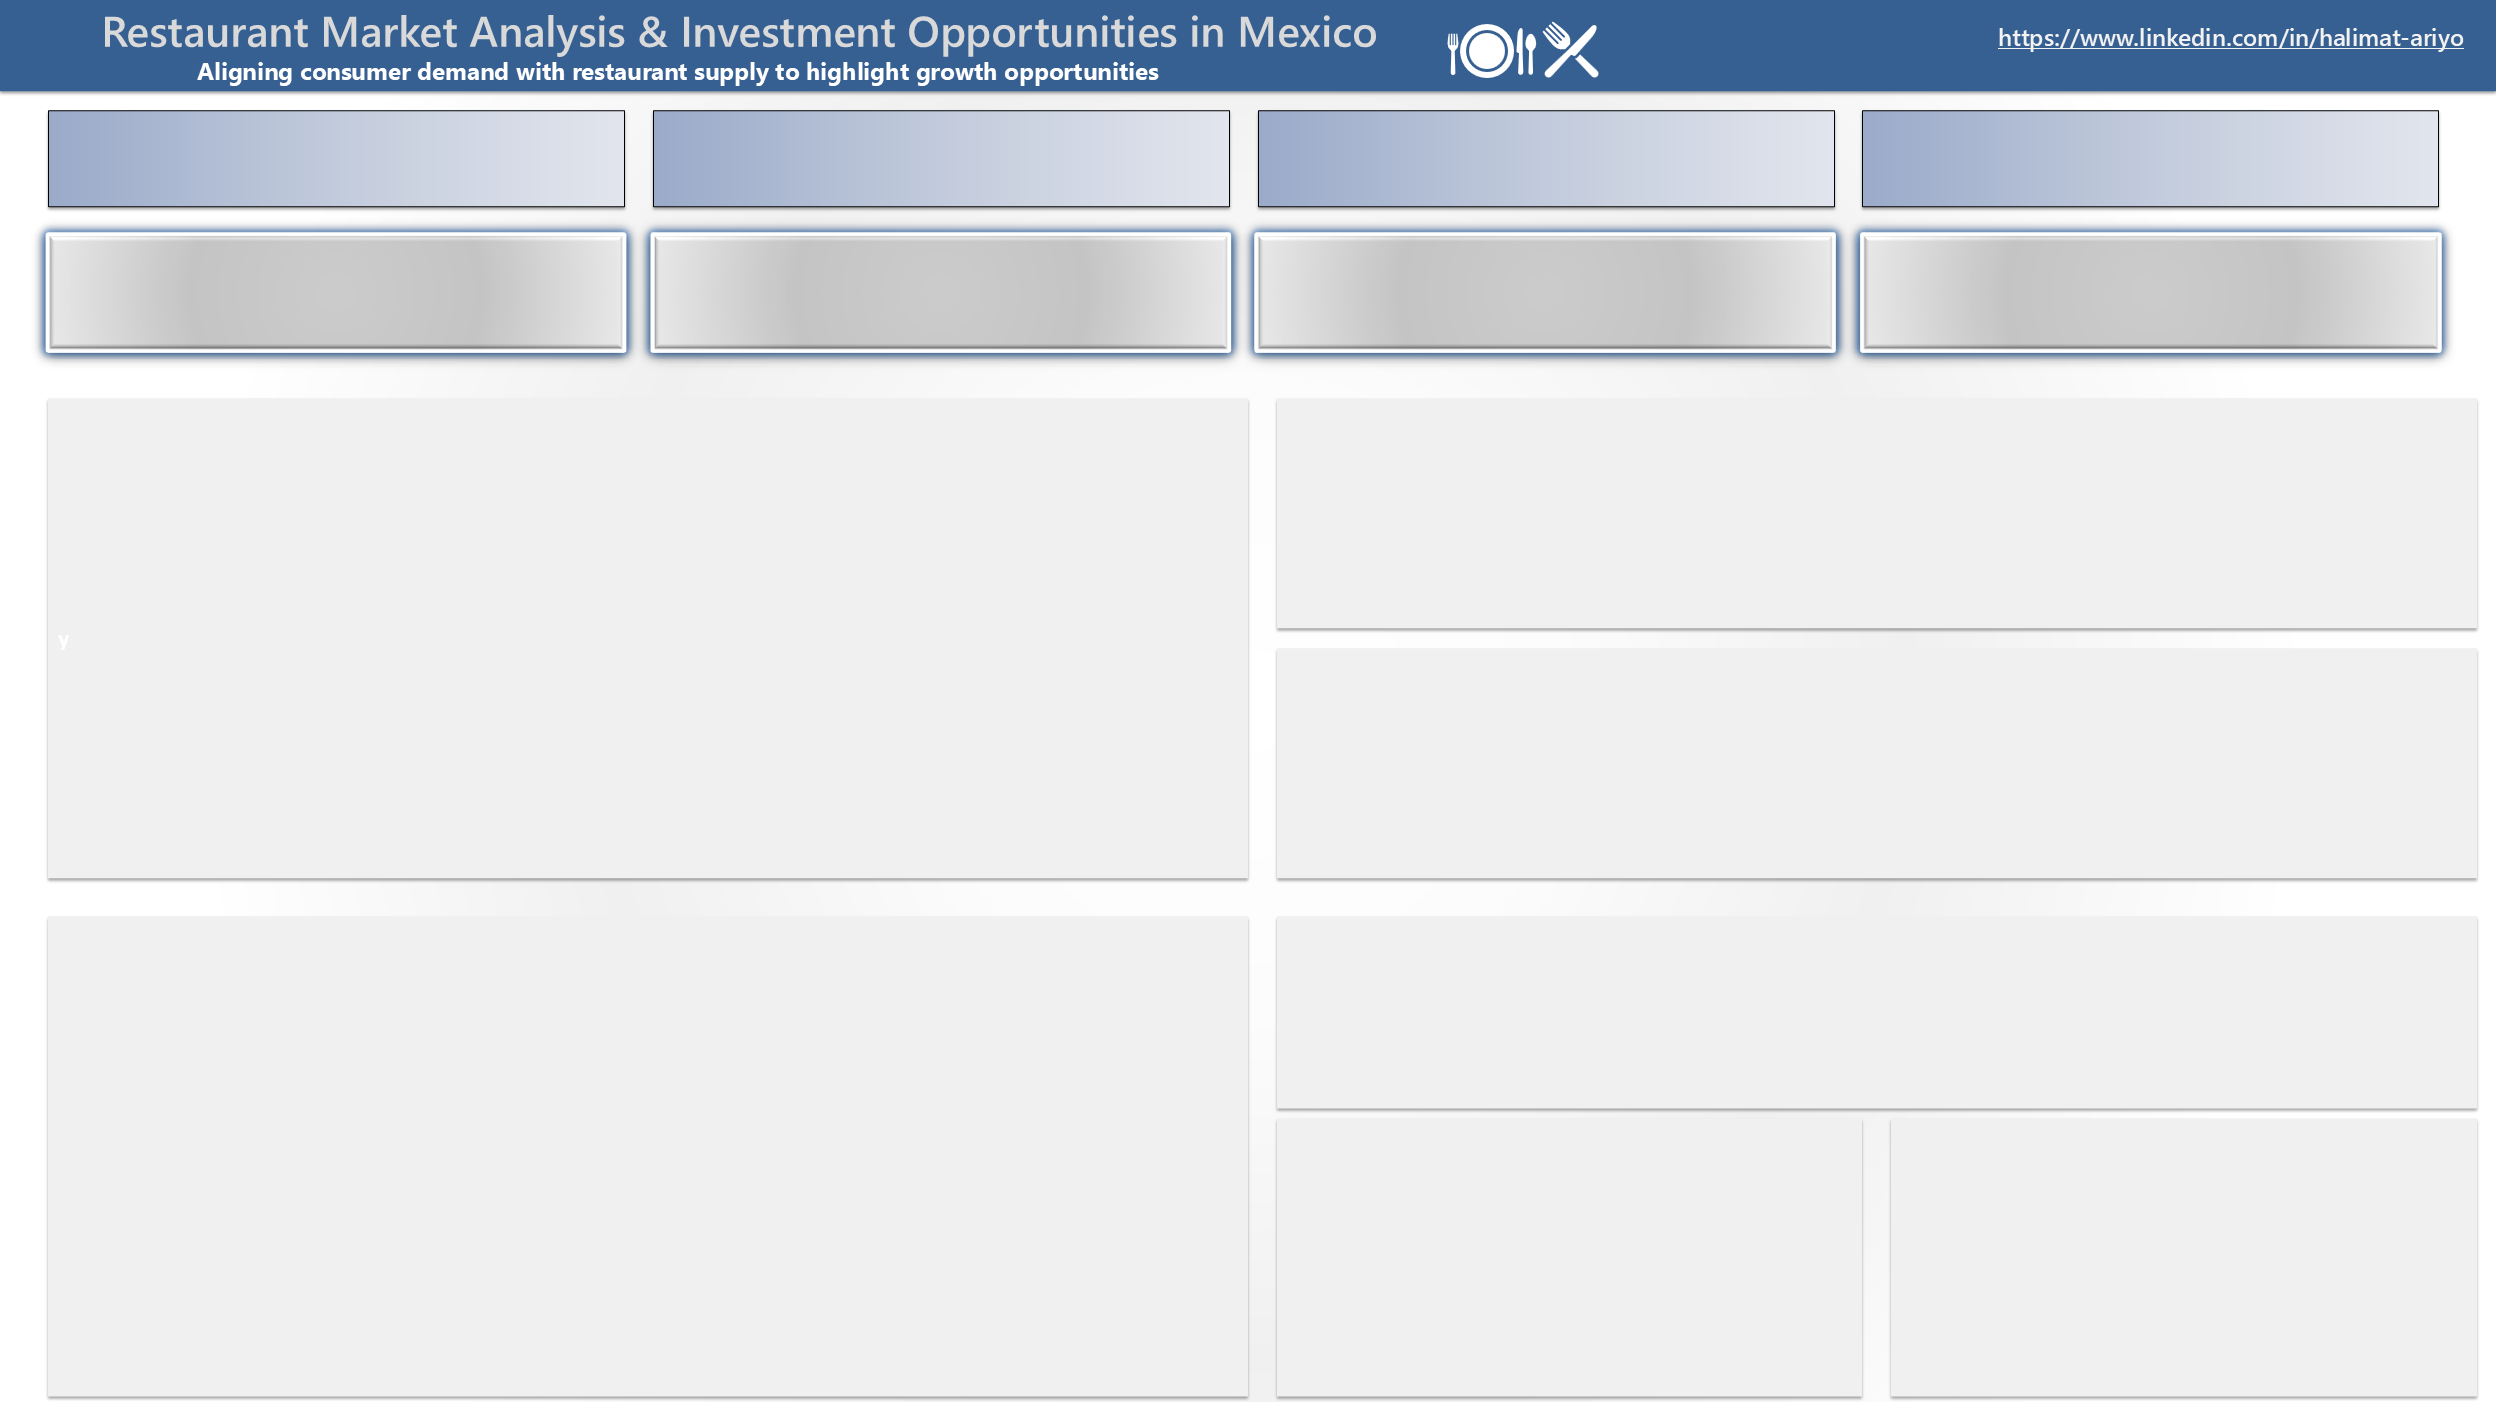 Restaurant Market Analysis & Investment Opportunities in Mexico
Aligning consumer demand with restaurant supply to highlight growth opportunities
https://www.linkedin.com/in/halimat-ariyo
y